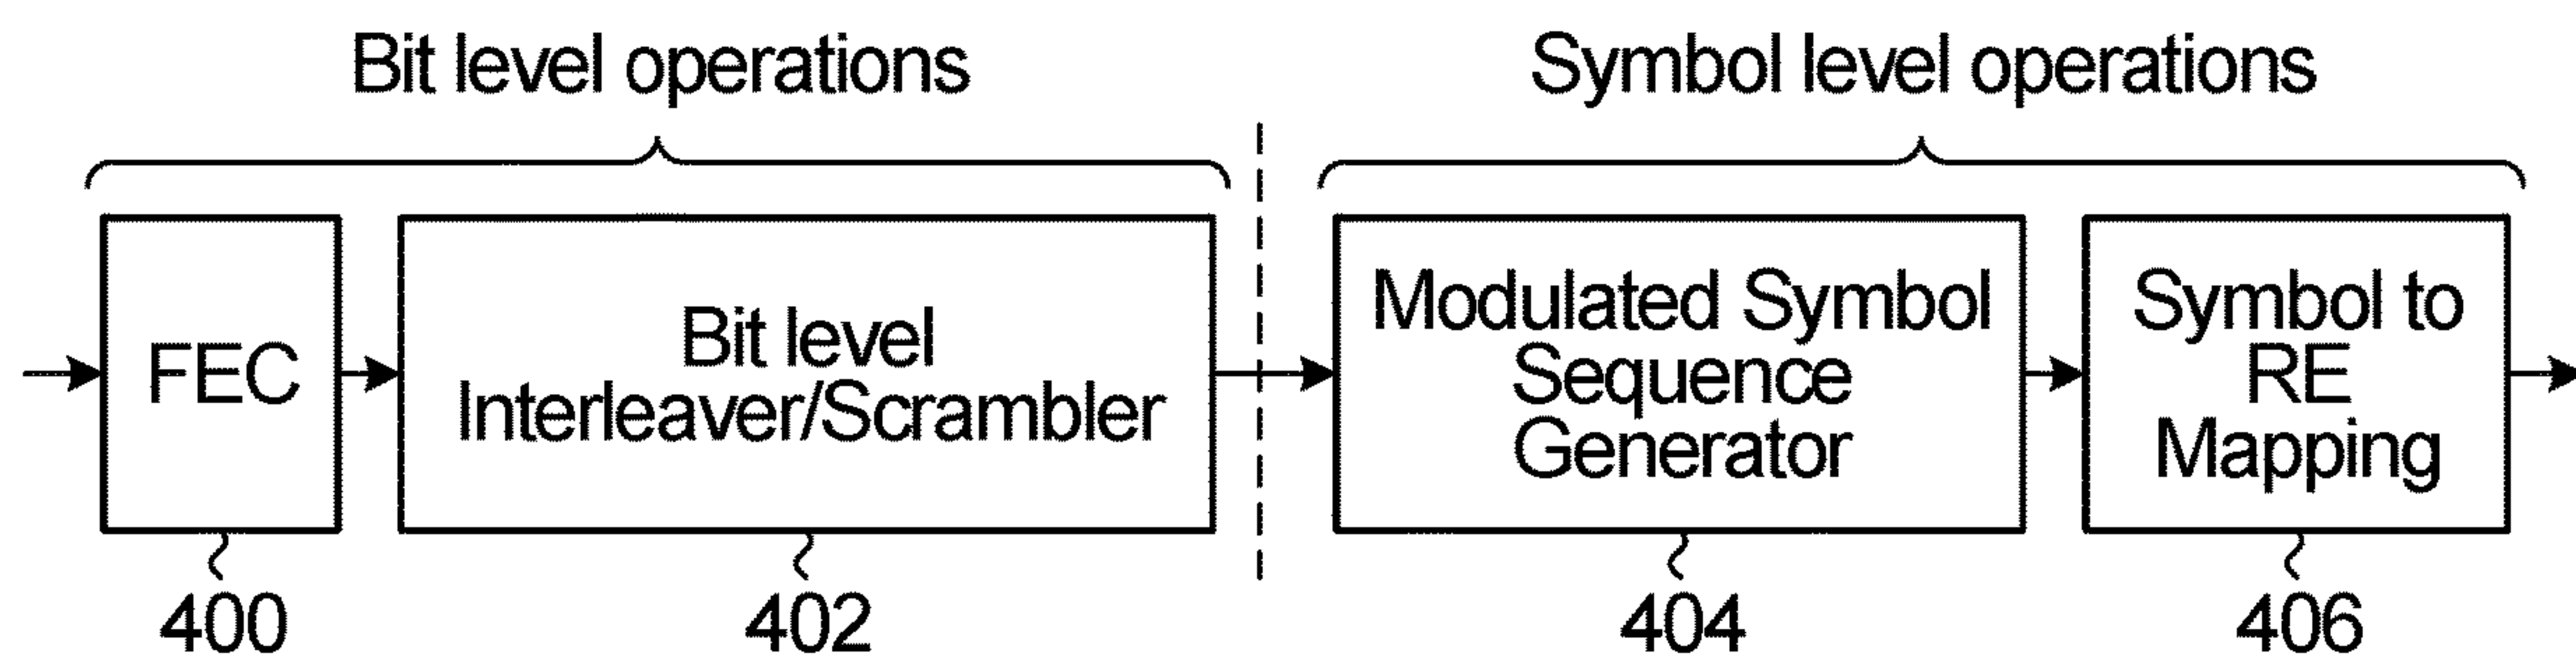 Bit level operations
Symbol level operations
FEC
Bit level
Interleaver/Scrambler
Modulated Symbol
Sequence
Generator
Symbol to
RE
Mapping
400
402
404
406